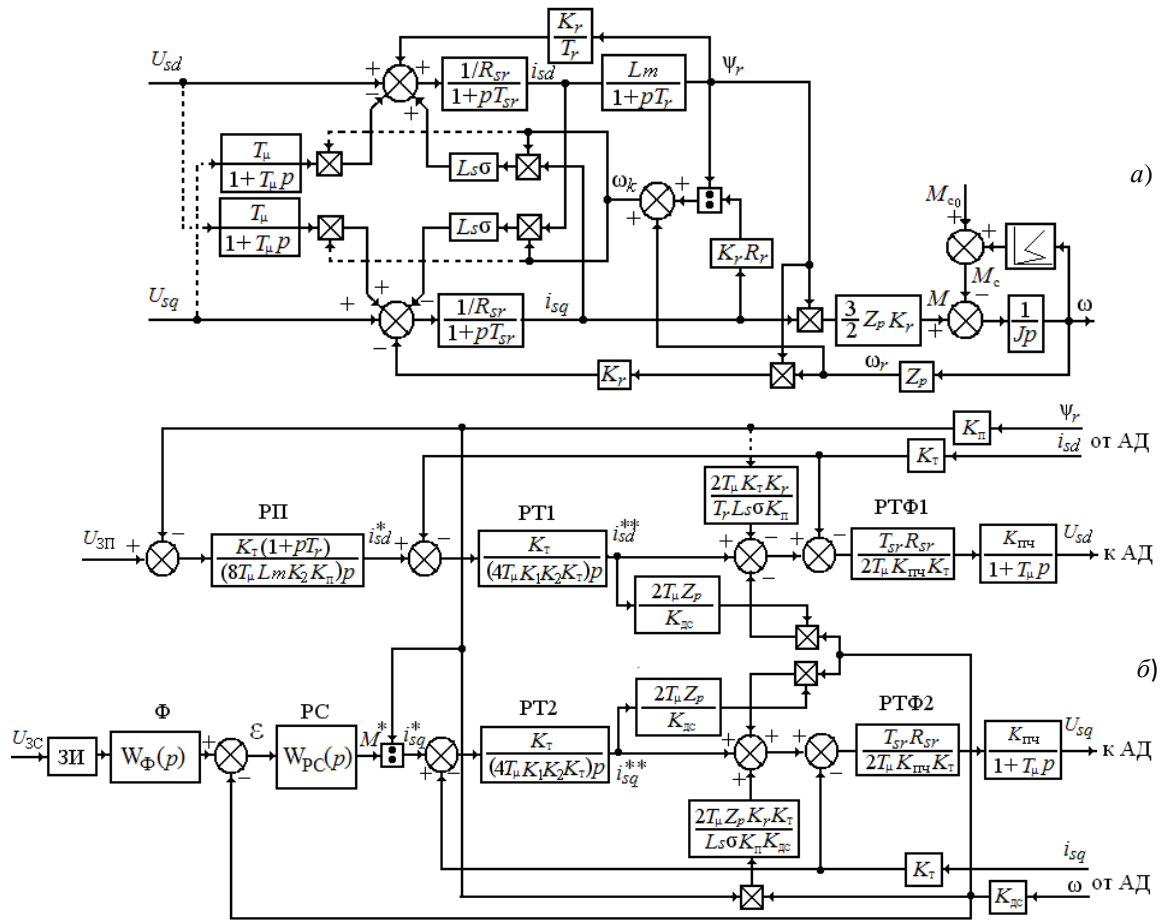 K_r
T_r
U_sd
+
+
+
−
1/R_sr
1+pT_sr
i_sd
Lm
1+pT_r
ψ_r
T_μ
1+T_μ p
Lsσ
ω_k
+
+
T_μ
1+T_μ p
Lsσ
K_r R_r
M_c0
+
+
M_c
а)
U_sq
+
+
−
−
1/R_sr
1+pT_sr
i_sq
3
2
Z_p K_r
M
−
+
1
Jp
ω
K_r
ω_r
Z_p
K_п
ψ_r
i_sd от АД
K_т
2T_μ K_т K_r
T_r Lsσ K_п
РП
РТ1
РТФ1
U_ЗП
+
−
K_т (1+pT_r)
(8T_μ Lm K_2 K_п)p
i_sd^*
+
−
K_т
(4T_μ K_1 K_2 K_т)p
i_sd^**
+
−
−
+
−
T_sr R_sr
2T_μ K_пч K_т
K_пч
1+T_μ p
U_sd
к АД
2T_μ Z_p
K_дс
б)
Ф
РС
РТ2
2T_μ Z_p
K_дс
РТФ2
U_ЗС
ЗИ
W_Ф(p)
+
−
ε
W_РС(p)
M^*
i_sq^*
−
+
K_т
(4T_μ K_1 K_2 K_т)p
i_sq^**
+
+
+
+
−
T_sr R_sr
2T_μ K_пч K_т
K_пч
1+T_μ p
U_sq
к АД
2T_μ Z_p K_r K_т
Lsσ K_п K_дс
K_т
i_sq
K_дс
ω от АД